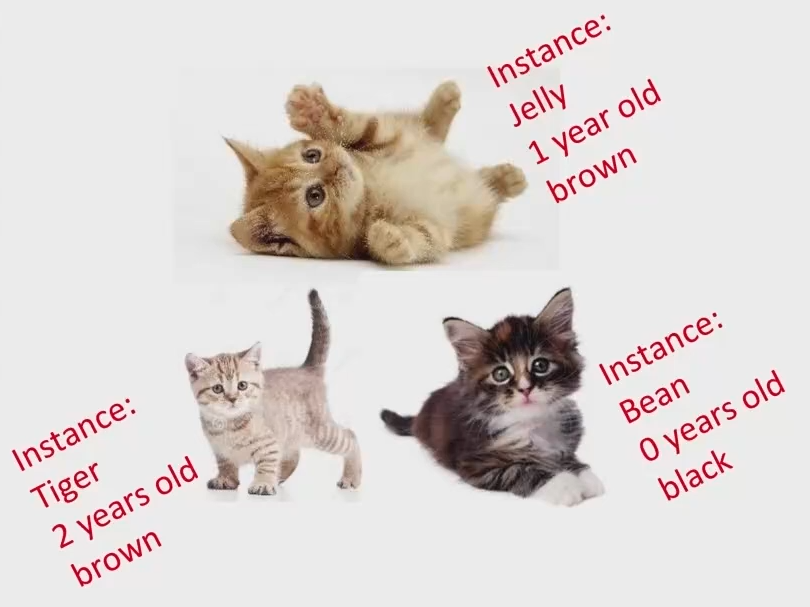 Instance:
Jelly
1 year old
brown
Instance:
Bean
0 years old
black
Instance:
Tiger
2 years old
brown